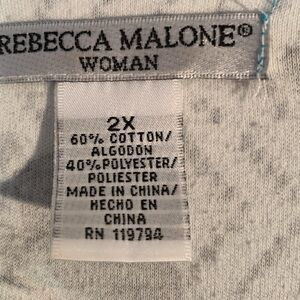 REBECCA MALONE®
WOMAN
2X
60% COTTON/
ALGODON
40% POLYESTER/
POLIESTER
MADE IN CHINA/
HECHO EN
CHINA
RN 119794